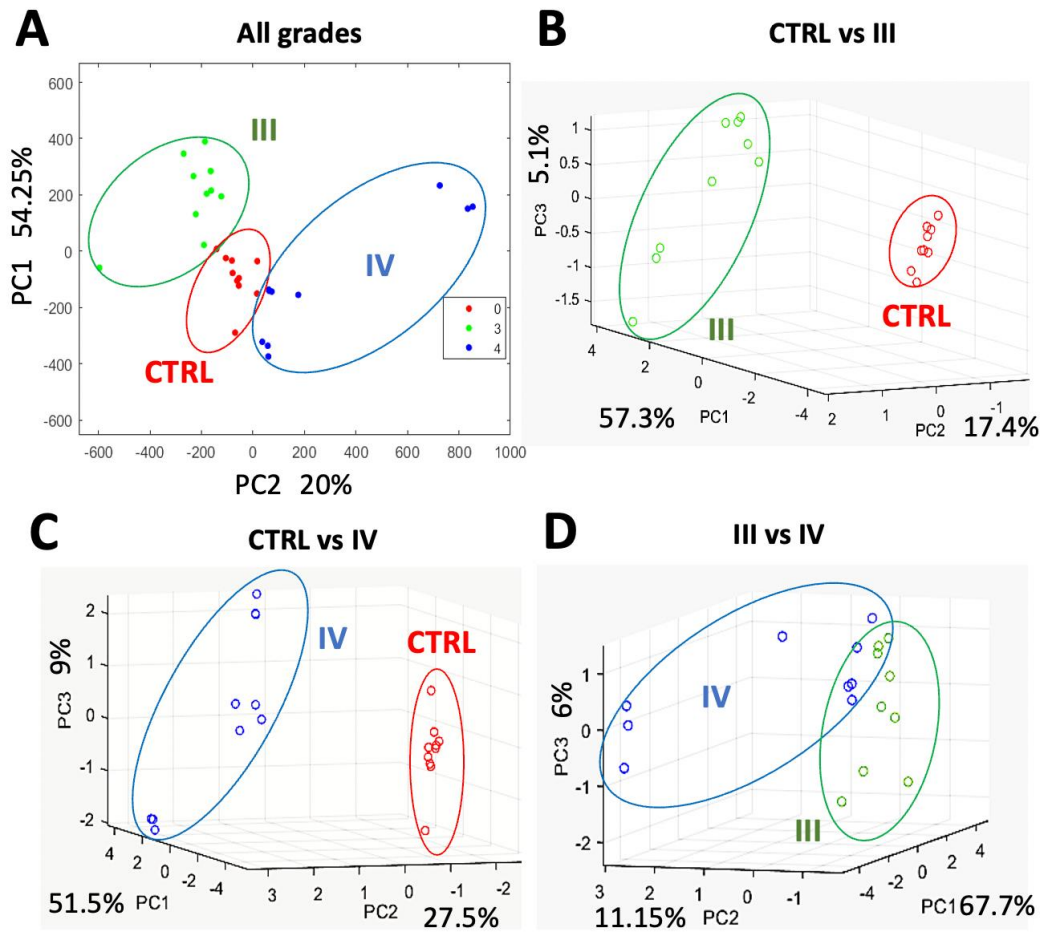 A
All grades
PC1 54.25%
600
400
200
0
-200
-400
-600
III
IV
CTRL
0
3
4
-600 -400 -200 0 200 400 600 800 1000
PC2 20%
B
CTRL vs III
5.1%
PC3
1
0.5
0
-0.5
-1
-1.5
III
CTRL
4 2 0 -2 -4
2 1 0 -1
57.3% PC1
PC2 17.4%
C
CTRL vs IV
9%
PC3
2
1
0
-1
-2
IV
CTRL
4 2 0 -2 -4
3 2 1 0 -1 -2
51.5% PC1
PC2 27.5%
D
III vs IV
6%
PC3
1
0
-1
-2
IV
III
3 2 1 0 -1
-4 -2 0 2 4
11.15% PC2
PC1 67.7%